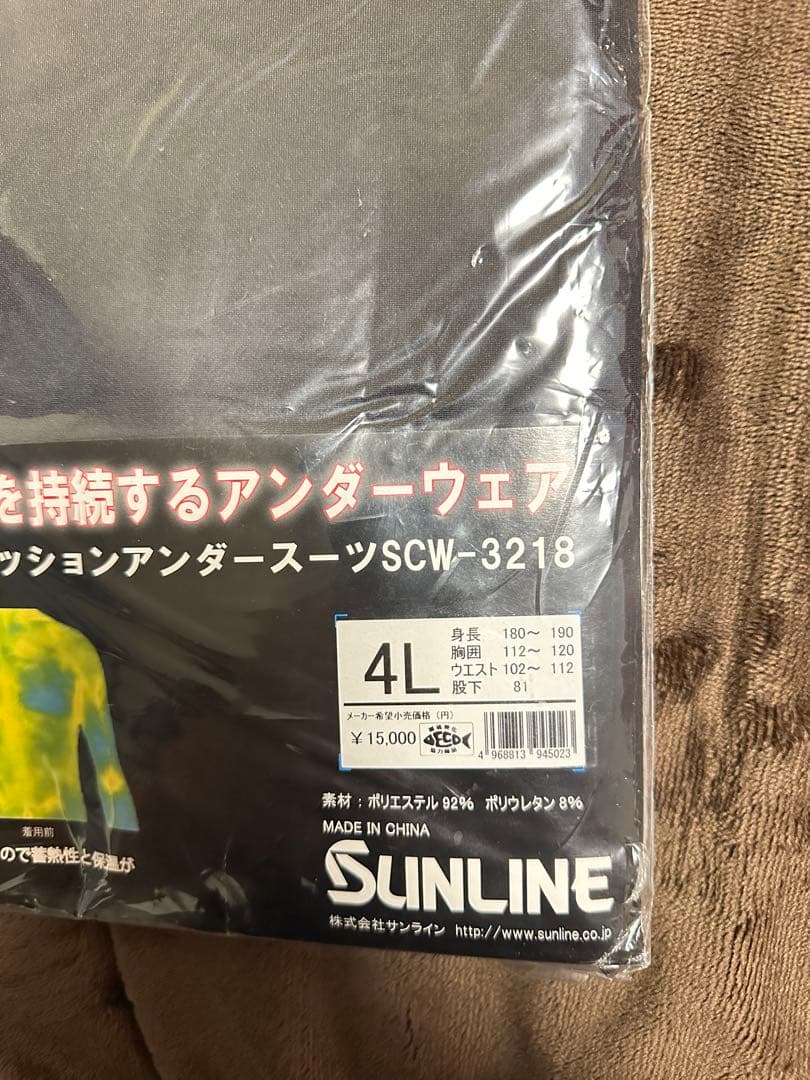 を持続するアンダーウェア
ッションアンダースーツSCW-3218
4L
身長 180〜 190
胸囲 112〜 120
ウエスト 102〜 112
股下 81
メーカー希望小売価格（円）
￥15,000
ECO
4 968813 945023
素材：ポリエステル 92% ポリウレタン 8%
MADE IN CHINA
着用前
ので蓄熱性と保温が
SUNLINE
株式会社サンライン http://www.sunline.co.jp